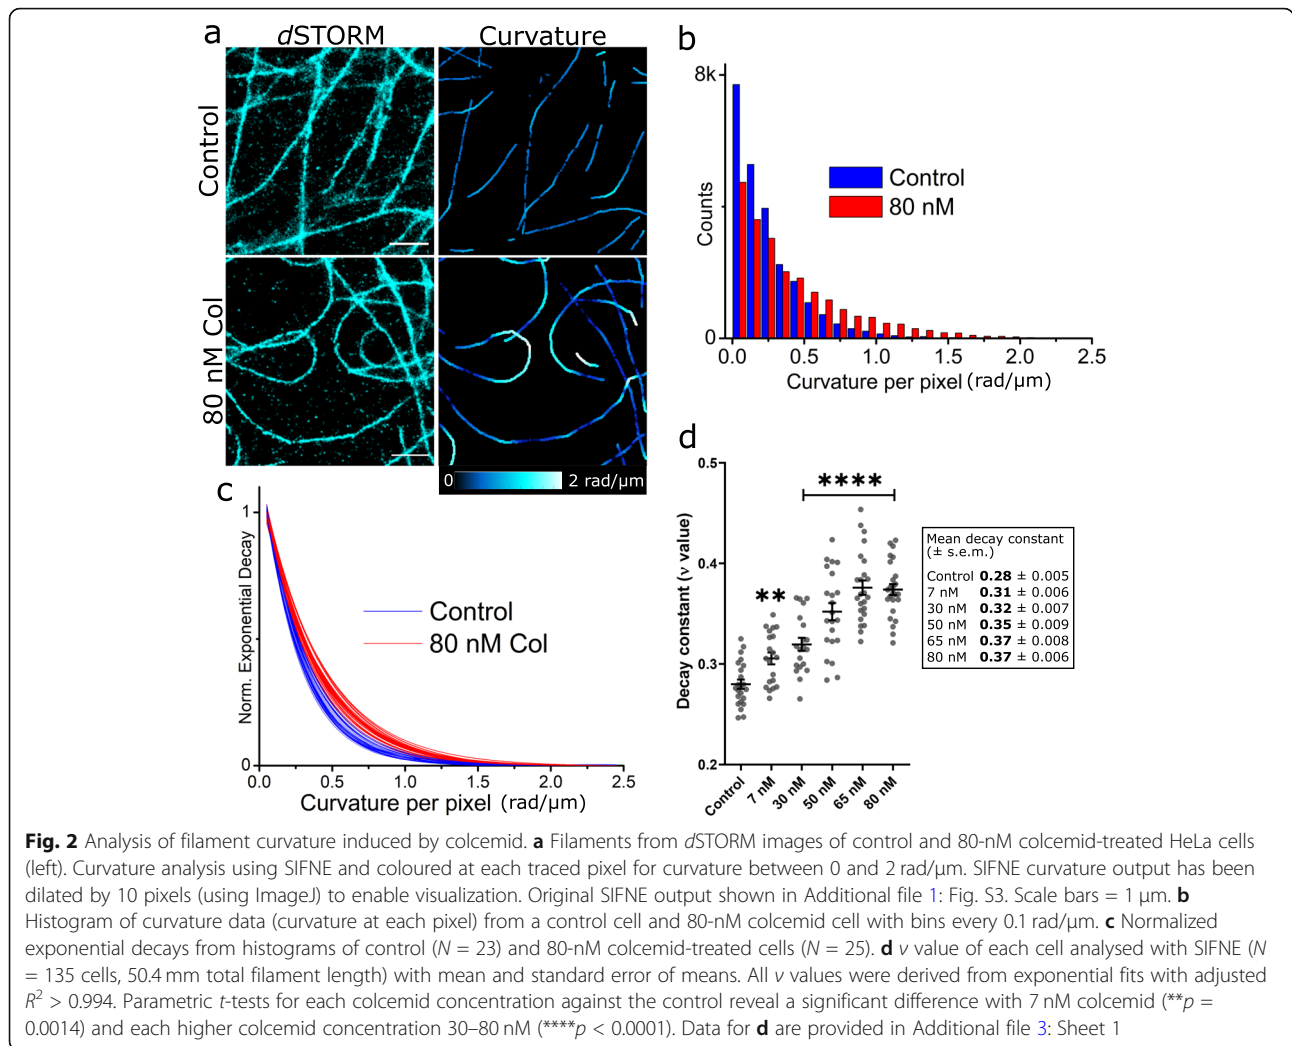 a
dSTORM
Curvature
Control
80 nM Col
0
2 rad/µm
b
8k
Counts
0
Control
80 nM
0.0
0.5
1.0
1.5
2.0
2.5
Curvature per pixel (rad/µm)
c
1
Norm. Exponential Decay
0
Control
80 nM Col
0.0
0.5
1.0
1.5
2.0
2.5
Curvature per pixel (rad/µm)
d
0.5
0.4
0.3
0.2
Decay constant (v value)
**
****
Control
7 nM
30 nM
50 nM
65 nM
80 nM
Mean decay constant
(± s.e.m.)
Control 0.28 ± 0.005
7 nM 0.31 ± 0.006
30 nM 0.32 ± 0.007
50 nM 0.35 ± 0.009
65 nM 0.37 ± 0.008
80 nM 0.37 ± 0.006
Fig. 2 Analysis of filament curvature induced by colcemid. a Filaments from dSTORM images of control and 80-nM colcemid-treated HeLa cells
(left). Curvature analysis using SIFNE and coloured at each traced pixel for curvature between 0 and 2 rad/µm. SIFNE curvature output has been
dilated by 10 pixels (using ImageJ) to enable visualization. Original SIFNE output shown in Additional file 1: Fig. S3. Scale bars = 1 µm. b
Histogram of curvature data (curvature at each pixel) from a control cell and 80-nM colcemid cell with bins every 0.1 rad/µm. c Normalized
exponential decays from histograms of control (N = 23) and 80-nM colcemid-treated cells (N = 25). d v value of each cell analysed with SIFNE (N
= 135 cells, 50.4 mm total filament length) with mean and standard error of means. All v values were derived from exponential fits with adjusted
R² > 0.994. Parametric t-tests for each colcemid concentration against the control reveal a significant difference with 7 nM colcemid (**p =
0.0014) and each higher colcemid concentration 30–80 nM (****p < 0.0001). Data for d are provided in Additional file 3: Sheet 1